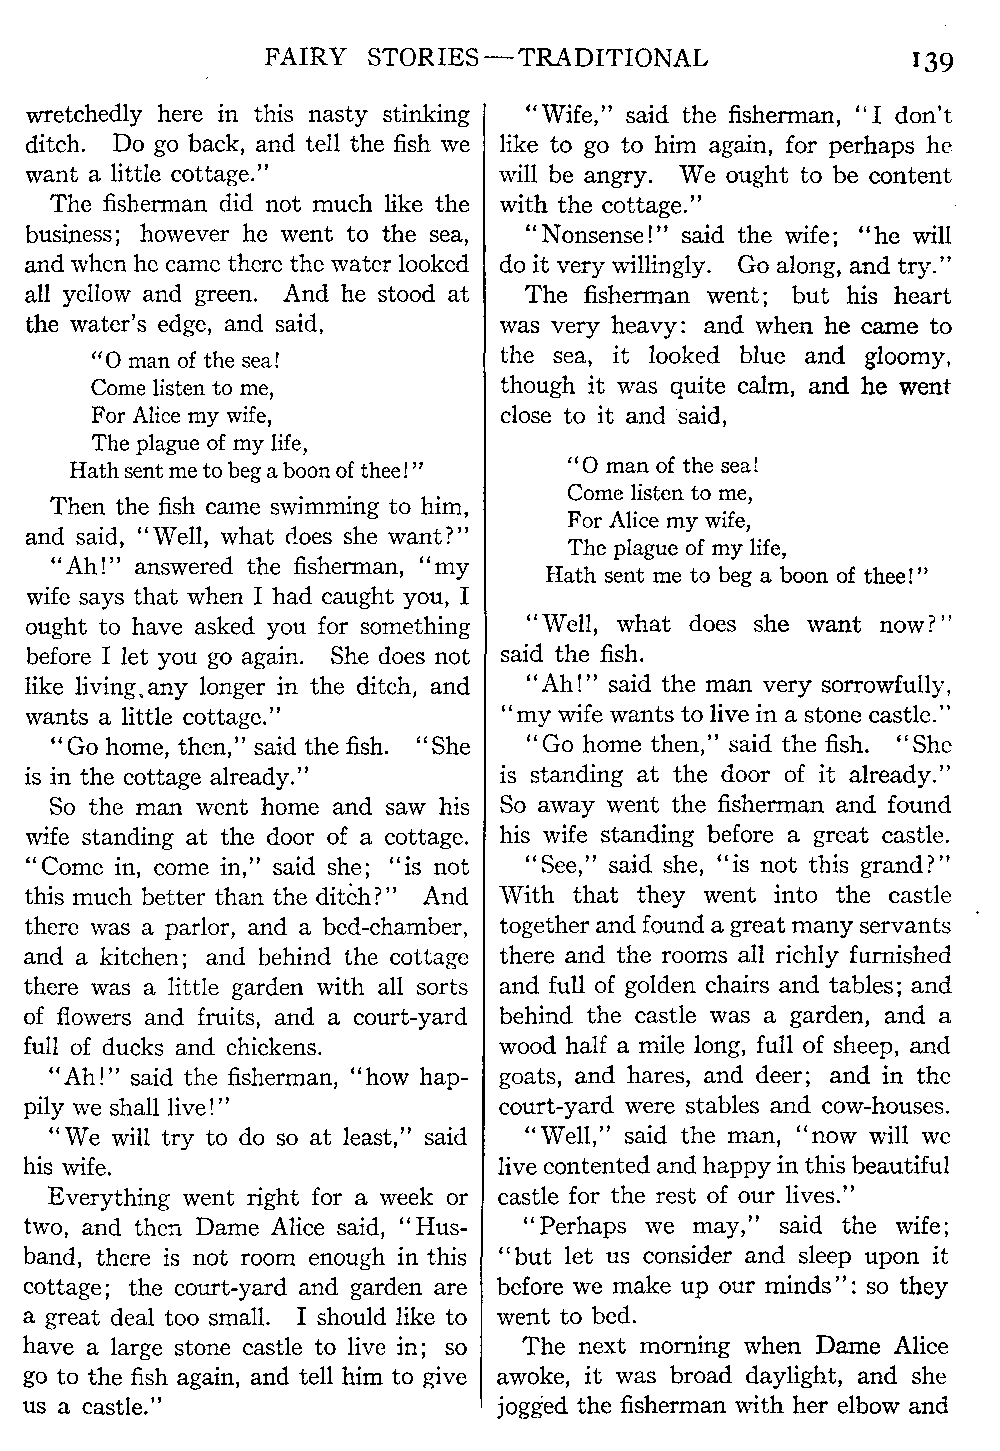 FAIRY STORIES—TRADITIONAL 139
wretchedly here in this nasty stinking
ditch. Do go back, and tell the fish we
want a little cottage."
The fisherman did not much like the
business; however he went to the sea,
and when he came there the water looked
all yellow and green. And he stood at
the water's edge, and said,
"O man of the sea!
Come listen to me,
For Alice my wife,
The plague of my life,
Hath sent me to beg a boon of thee!"
Then the fish came swimming to him,
and said, "Well, what does she want?"
"Ah!" answered the fisherman, "my
wife says that when I had caught you, I
ought to have asked you for something
before I let you go again. She does not
like living any longer in the ditch, and
wants a little cottage."
"Go home, then," said the fish. "She
is in the cottage already."
So the man went home and saw his
wife standing at the door of a cottage.
"Come in, come in," said she; "is not
this much better than the ditch?" And
there was a parlor, and a bed-chamber,
and a kitchen; and behind the cottage
there was a little garden with all sorts
of flowers and fruits, and a court-yard
full of ducks and chickens.
"Ah!" said the fisherman, "how hap-
pily we shall live!"
"We will try to do so at least," said
his wife.
Everything went right for a week or
two, and then Dame Alice said, "Hus-
band, there is not room enough in this
cottage; the court-yard and garden are
a great deal too small. I should like to
have a large stone castle to live in; so
go to the fish again, and tell him to give
us a castle."
"Wife," said the fisherman, "I don't
like to go to him again, for perhaps he
will be angry. We ought to be content
with the cottage."
"Nonsense!" said the wife; "he will
do it very willingly. Go along, and try."
The fisherman went; but his heart
was very heavy: and when he came to
the sea, it looked blue and gloomy,
though it was quite calm, and he went
close to it and said,
"O man of the sea!
Come listen to me,
For Alice my wife,
The plague of my life,
Hath sent me to beg a boon of thee!"
"Well, what does she want now?"
said the fish.
"Ah!" said the man very sorrowfully,
"my wife wants to live in a stone castle."
"Go home then," said the fish. "She
is standing at the door of it already."
So away went the fisherman and found
his wife standing before a great castle.
"See," said she, "is not this grand?"
With that they went into the castle
together and found a great many servants
there and the rooms all richly furnished
and full of golden chairs and tables; and
behind the castle was a garden, and a
wood half a mile long, full of sheep, and
goats, and hares, and deer; and in the
court-yard were stables and cow-houses.
"Well," said the man, "now will we
live contented and happy in this beautiful
castle for the rest of our lives."
"Perhaps we may," said the wife;
"but let us consider and sleep upon it
before we make up our minds": so they
went to bed.
The next morning when Dame Alice
awoke, it was broad daylight, and she
jogged the fisherman with her elbow and